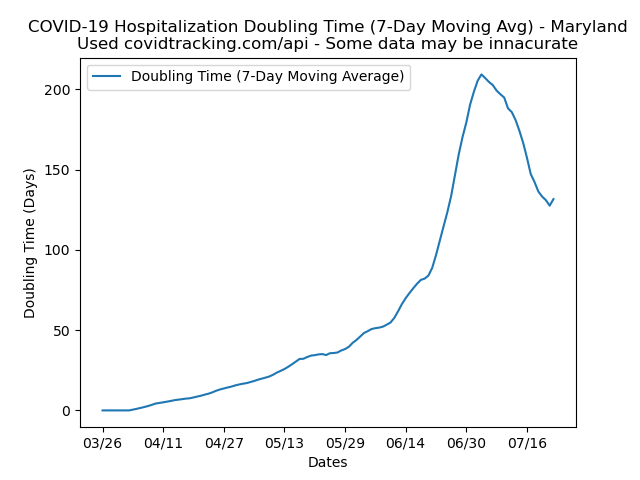 COVID-19 Hospitalization Doubling Time (7-Day Moving Avg) - Maryland
Used covidtracking.com/api - Some data may be innacurate
Doubling Time (7-Day Moving Average)
200
150
100
50
0
Doubling Time (Days)
03/26 04/11 04/27 05/13 05/29 06/14 06/30 07/16
Dates